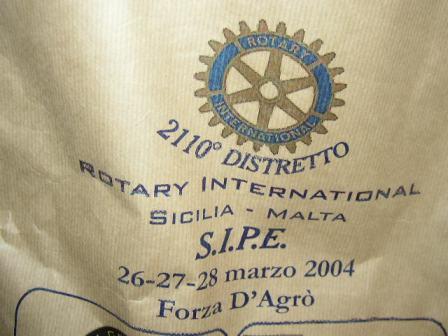 ROTARY
INTERNATIONAL
2110° DISTRETTO
ROTARY INTERNATIONAL
SICILIA - MALTA
S.I.P.E.
26-27-28 marzo 2004
Forza D'Agrò